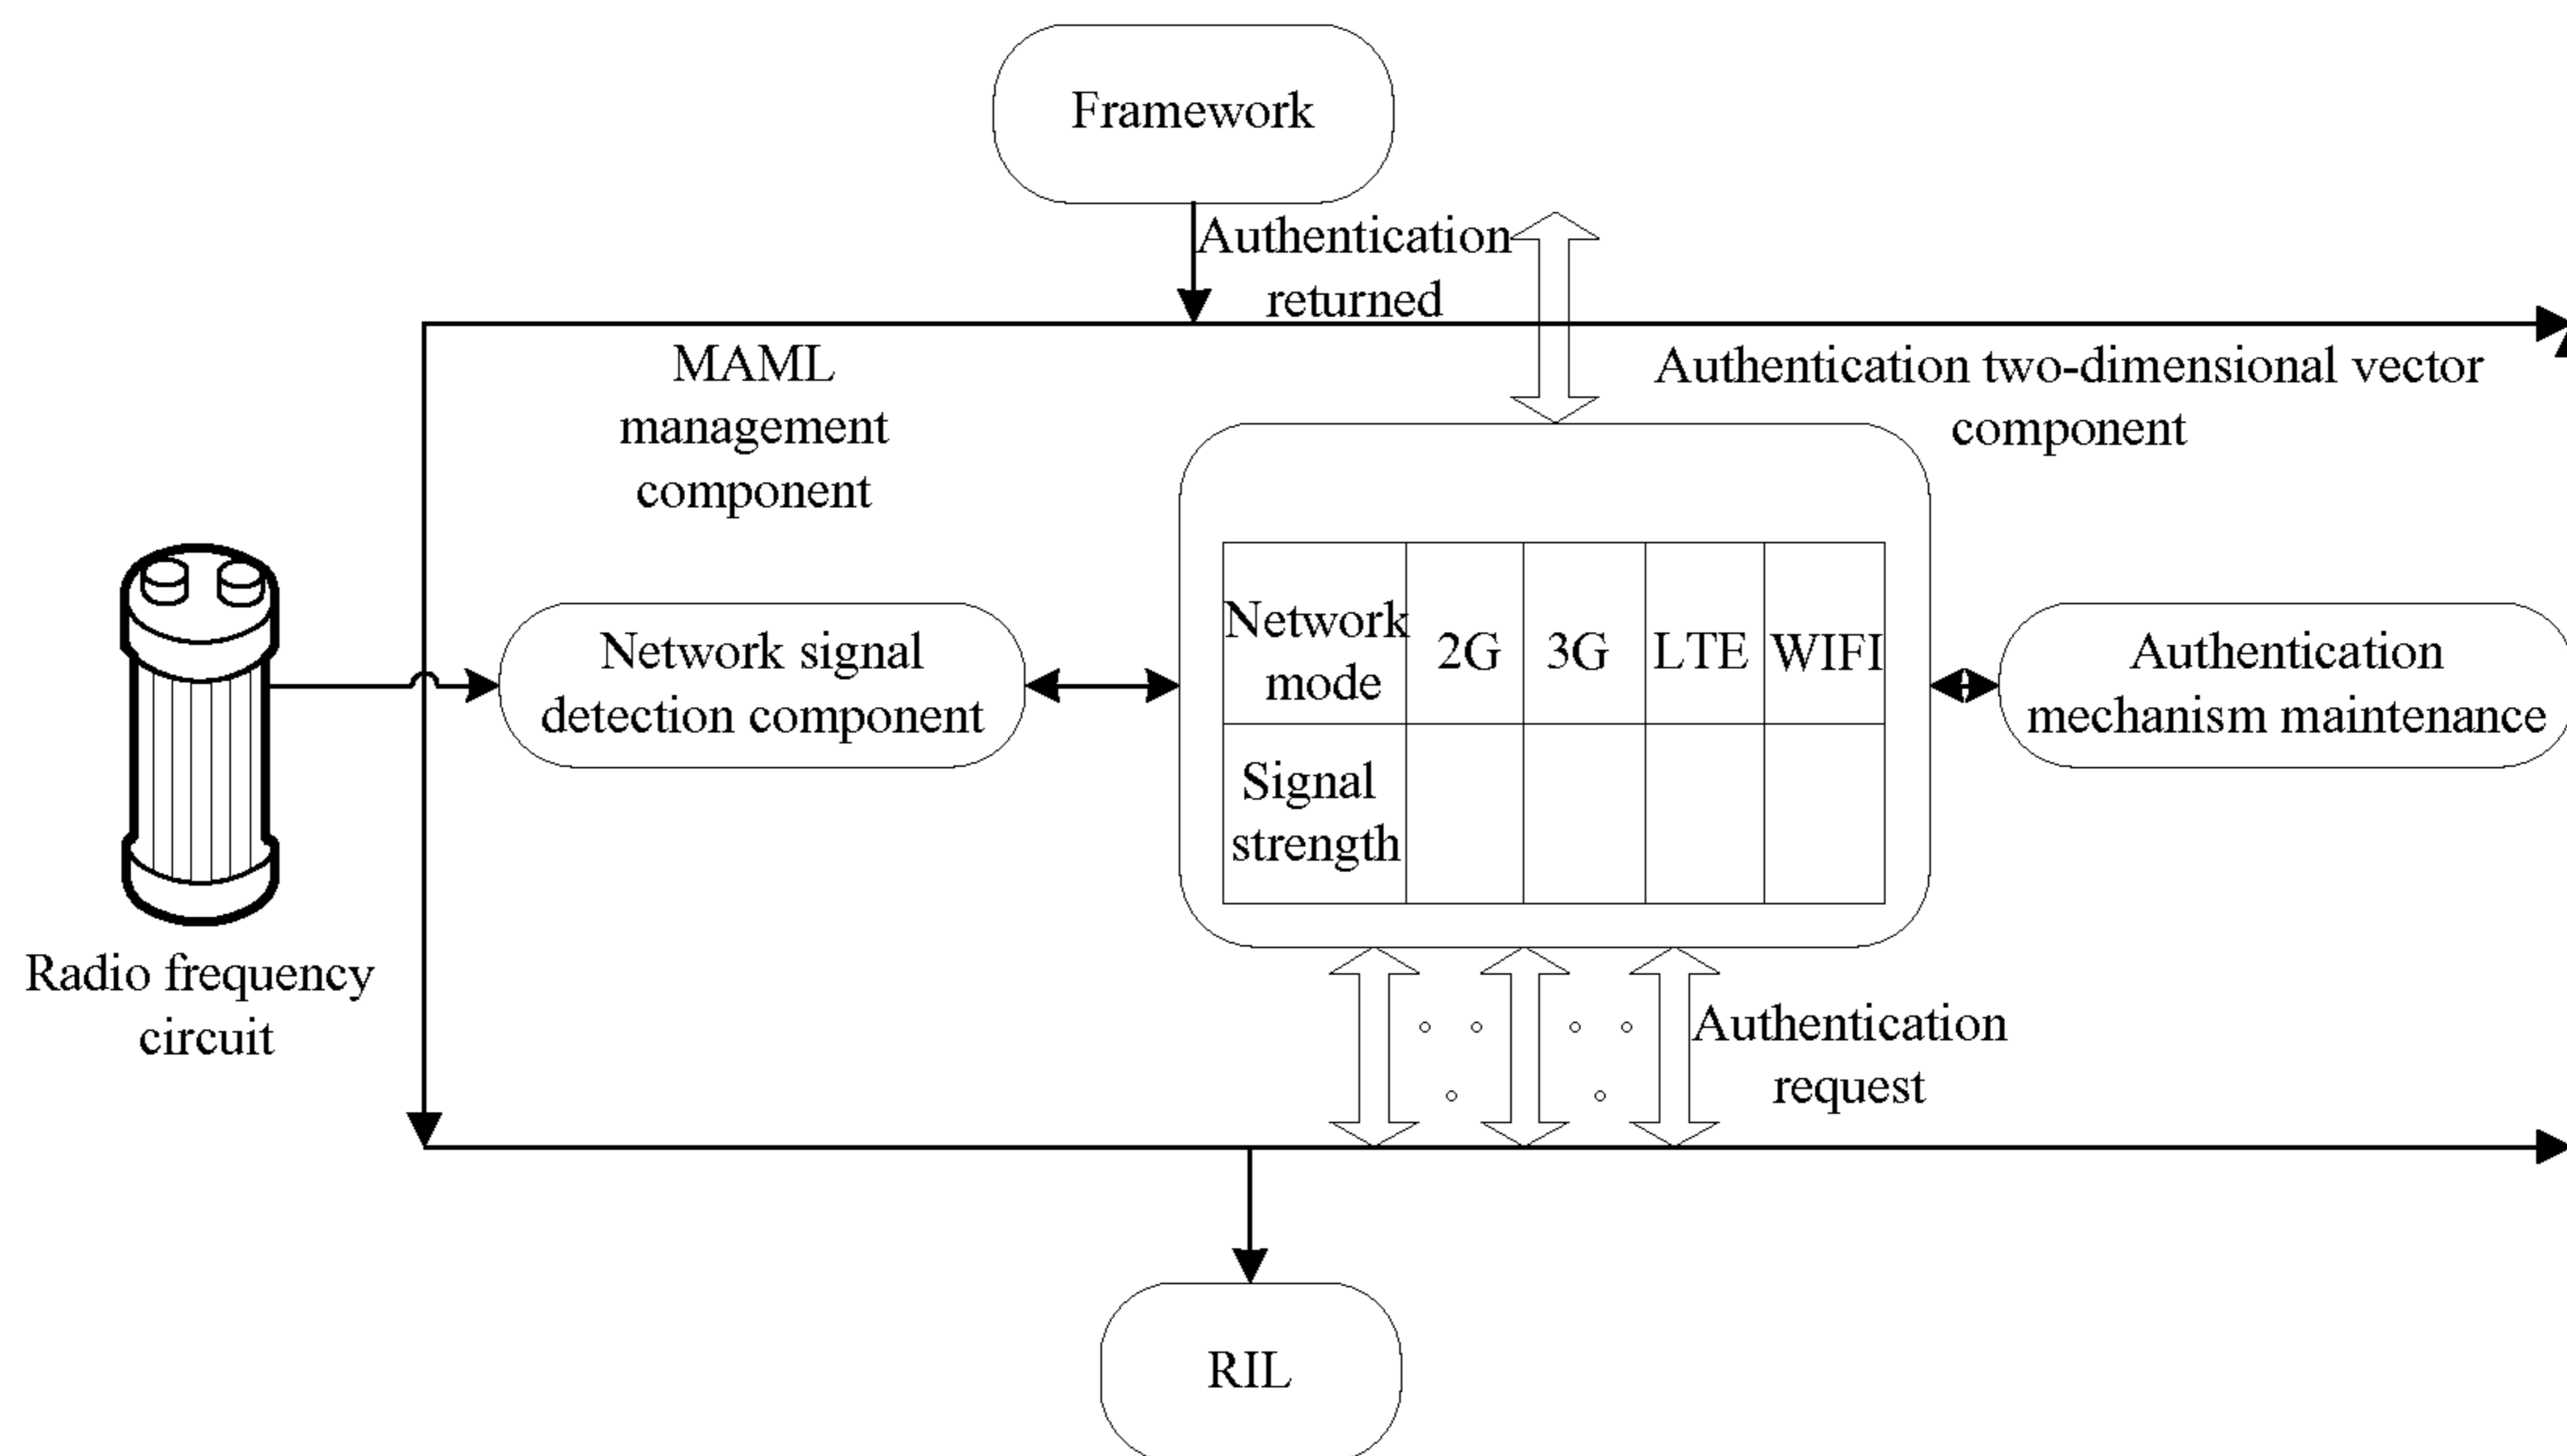 Framework
Authentication
returned
MAML
management
component
Authentication two-dimensional vector
component
Network signal
detection component
Network
mode
2G
3G
LTE
WIFI
Signal
strength
Authentication
mechanism maintenance
Radio frequency
circuit
Authentication
request
RIL